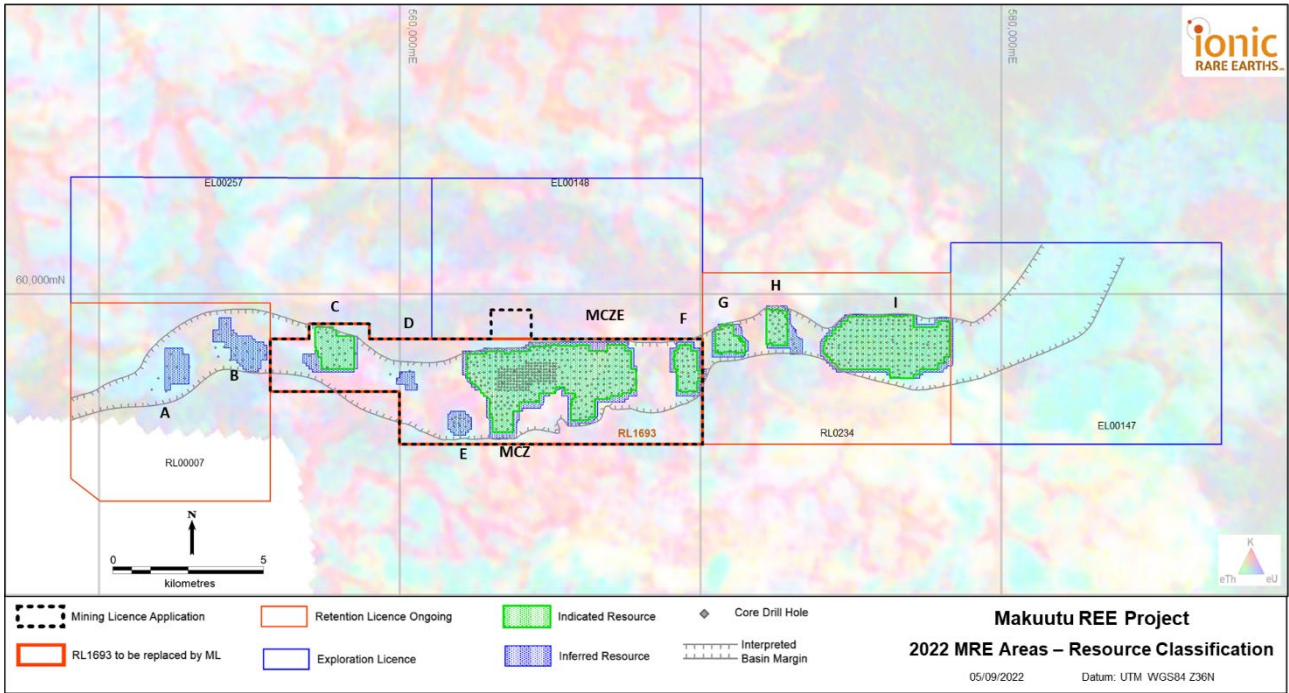 560,000mE
580,000mE
ionic
RARE EARTHS
EL00257
EL00148
60,000mN
C
D
MCZE
F
G
H
I
B
A
E
MCZ
RL1693
RL0234
EL00147
RL00007
N
0 5
kilometres
K
eTh eU
Mining Licence Application
Retention Licence Ongoing
Indicated Resource
Core Drill Hole
RL1693 to be replaced by ML
Exploration Licence
Inferred Resource
Interpreted
Basin Margin
Makuutu REE Project
2022 MRE Areas – Resource Classification
05/09/2022 Datum: UTM WGS84 Z36N